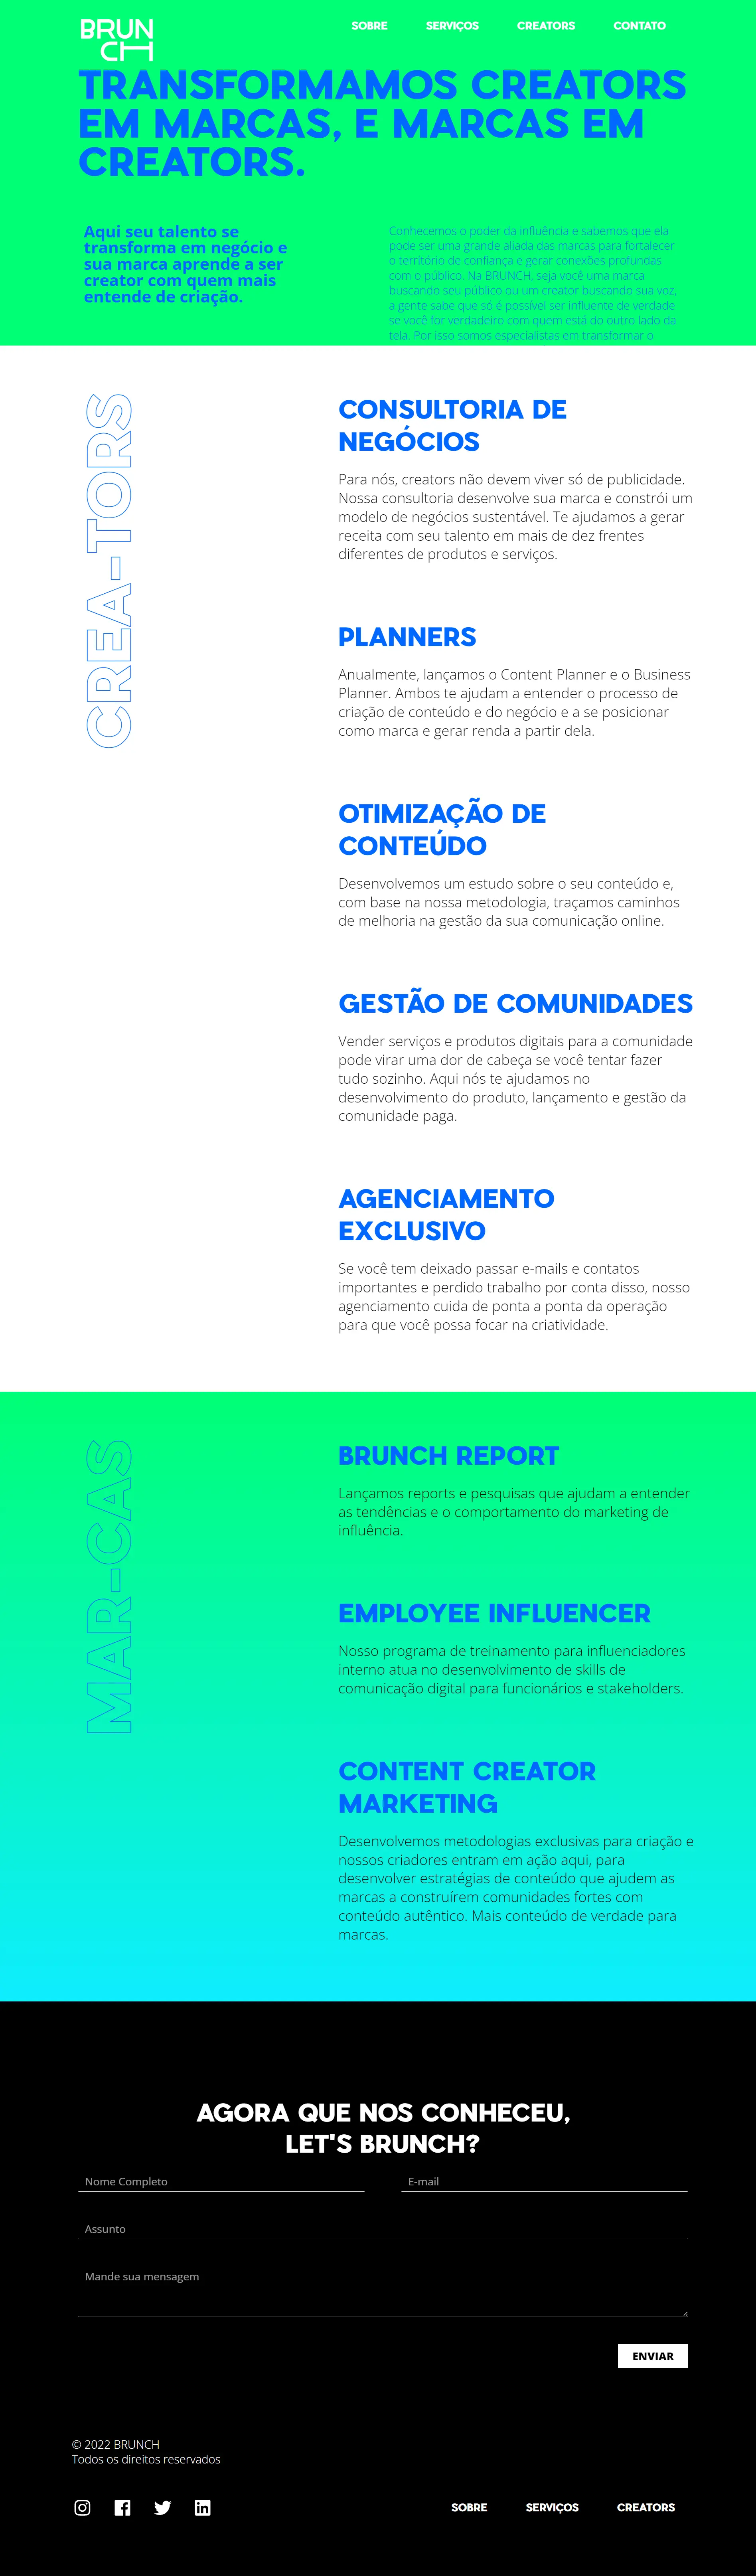 BRUN
CH
SOBRE
SERVIÇOS
CREATORS
CONTATO
TRANSFORMAMOS CREATORS
EM MARCAS, E MARCAS EM
CREATORS.
Aqui seu talento se
transforma em negócio e
sua marca aprende a ser
creator com quem mais
entende de criação.
Conhecemos o poder da influência e sabemos que ela
pode ser uma grande aliada das marcas para fortalecer
o território de confiança e gerar conexões profundas
com o público. Na BRUNCH, seja você uma marca
buscando seu público ou um creator buscando sua voz,
a gente sabe que só é possível ser influente de verdade
se você for verdadeiro com quem está do outro lado da
tela. Por isso somos especialistas em transformar o
CREA-TORS
CONSULTORIA DE
NEGÓCIOS
Para nós, creators não devem viver só de publicidade.
Nossa consultoria desenvolve sua marca e constrói um
modelo de negócios sustentável. Te ajudamos a gerar
receita com seu talento em mais de dez frentes
diferentes de produtos e serviços.
PLANNERS
Anualmente, lançamos o Content Planner e o Business
Planner. Ambos te ajudam a entender o processo de
criação de conteúdo e do negócio e a se posicionar
como marca e gerar renda a partir dela.
OTIMIZAÇÃO DE
CONTEÚDO
Desenvolvemos um estudo sobre o seu conteúdo e,
com base na nossa metodologia, traçamos caminhos
de melhoria na gestão da sua comunicação online.
GESTÃO DE COMUNIDADES
Vender serviços e produtos digitais para a comunidade
pode virar uma dor de cabeça se você tentar fazer
tudo sozinho. Aqui nós te ajudamos no
desenvolvimento do produto, lançamento e gestão da
comunidade paga.
AGENCIAMENTO
EXCLUSIVO
Se você tem deixado passar e-mails e contatos
importantes e perdido trabalho por conta disso, nosso
agenciamento cuida de ponta a ponta da operação
para que você possa focar na criatividade.
MAR-CAS
BRUNCH REPORT
Lançamos reports e pesquisas que ajudam a entender
as tendências e o comportamento do marketing de
influência.
EMPLOYEE INFLUENCER
Nosso programa de treinamento para influenciadores
interno atua no desenvolvimento de skills de
comunicação digital para funcionários e stakeholders.
CONTENT CREATOR
MARKETING
Desenvolvemos metodologias exclusivas para criação e
nossos criadores entram em ação aqui, para
desenvolver estratégias de conteúdo que ajudem as
marcas a construírem comunidades fortes com
conteúdo autêntico. Mais conteúdo de verdade para
marcas.
AGORA QUE NOS CONHECEU,
LET'S BRUNCH?
Nome Completo
E-mail
Assunto
Mande sua mensagem
ENVIAR
© 2022 BRUNCH
Todos os direitos reservados
SOBRE
SERVIÇOS
CREATORS